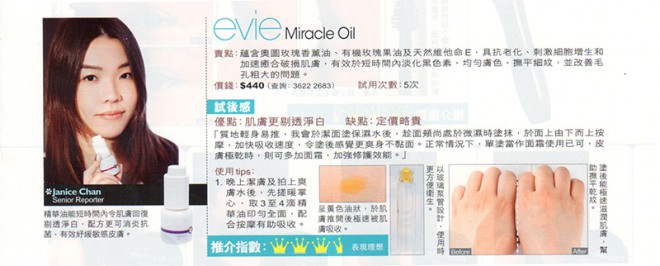 evie Miracle Oil
賣點：蘊含奧圖玫瑰香薰油、有機玫瑰果油及天然維他命E，具抗老化、刺激細胞增生和
加速癒合破損肌膚，有效於短時間內淡化黑色素、均勻膚色、撫平細紋，並改善毛
孔粗大的問題。
價錢：$440（查詢：3622 2683） 試用次數：5次
試後感
優點：肌膚更剔透淨白 缺點：定價略貴
「質地輕身易推，我會於潔面塗保濕水後，趁面頰尚處於微濕時塗抹，於面上由下而上按
摩，加快吸收速度，令塗後感覺更爽身不黏面。正常情況下，單塗當作面霜使用已可，皮
膚極乾時，則可多加面霜，加強修護效能。」
使用tips：
1. 晚上潔膚及拍上爽
膚水後，先搓暖掌
心，取3至4滴精
華油印勻全面，配
合按摩有助吸收。
呈黃色油狀，於肌
膚推開後極速被肌
膚吸收。
以玻璃泵管設計，使用時
更方便衛生。
Before
After
塗後能極速滋潤肌膚，幫
助撫平乾紋。
Janice Chan
Senior Reporter
精華油能短時間內令肌膚回復
剔透淨白，配方更可消炎抗
菌，有效紓緩敏感皮膚。
推介指數：
表現理想